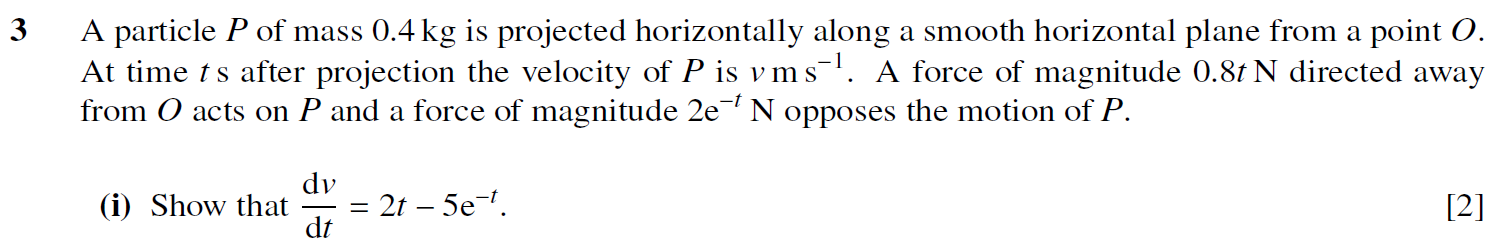 3 A particle P of mass 0.4 kg is projected horizontally along a smooth horizontal plane from a point O.
At time t s after projection the velocity of P is v m s⁻¹. A force of magnitude 0.8t N directed away
from O acts on P and a force of magnitude 2e⁻ᵗ N opposes the motion of P.
(i) Show that dv/dt = 2t − 5e⁻ᵗ. [2]